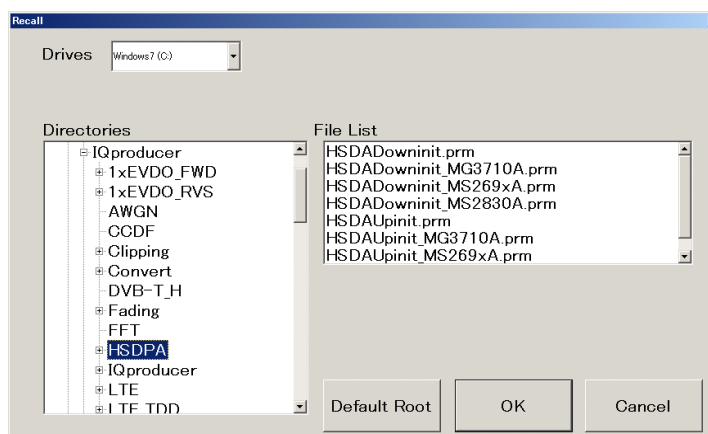 Recall
Drives
Windows7 (C:)
Directories
IQproducer
1xEVDO_FWD
1xEVDO_RVS
AWGN
CCDF
Clipping
Convert
DVB-T_H
Fading
FFT
HSDPA
IQproducer
LTE
LTE_TDD
File List
HSDADowninit.prm
HSDADowninit_MG3710A.prm
HSDADowninit_MS269xA.prm
HSDADowninit_MS2830A.prm
HSDAUpinit.prm
HSDAUpinit_MG3710A.prm
HSDAUpinit_MS269xA.prm
Default Root
OK
Cancel